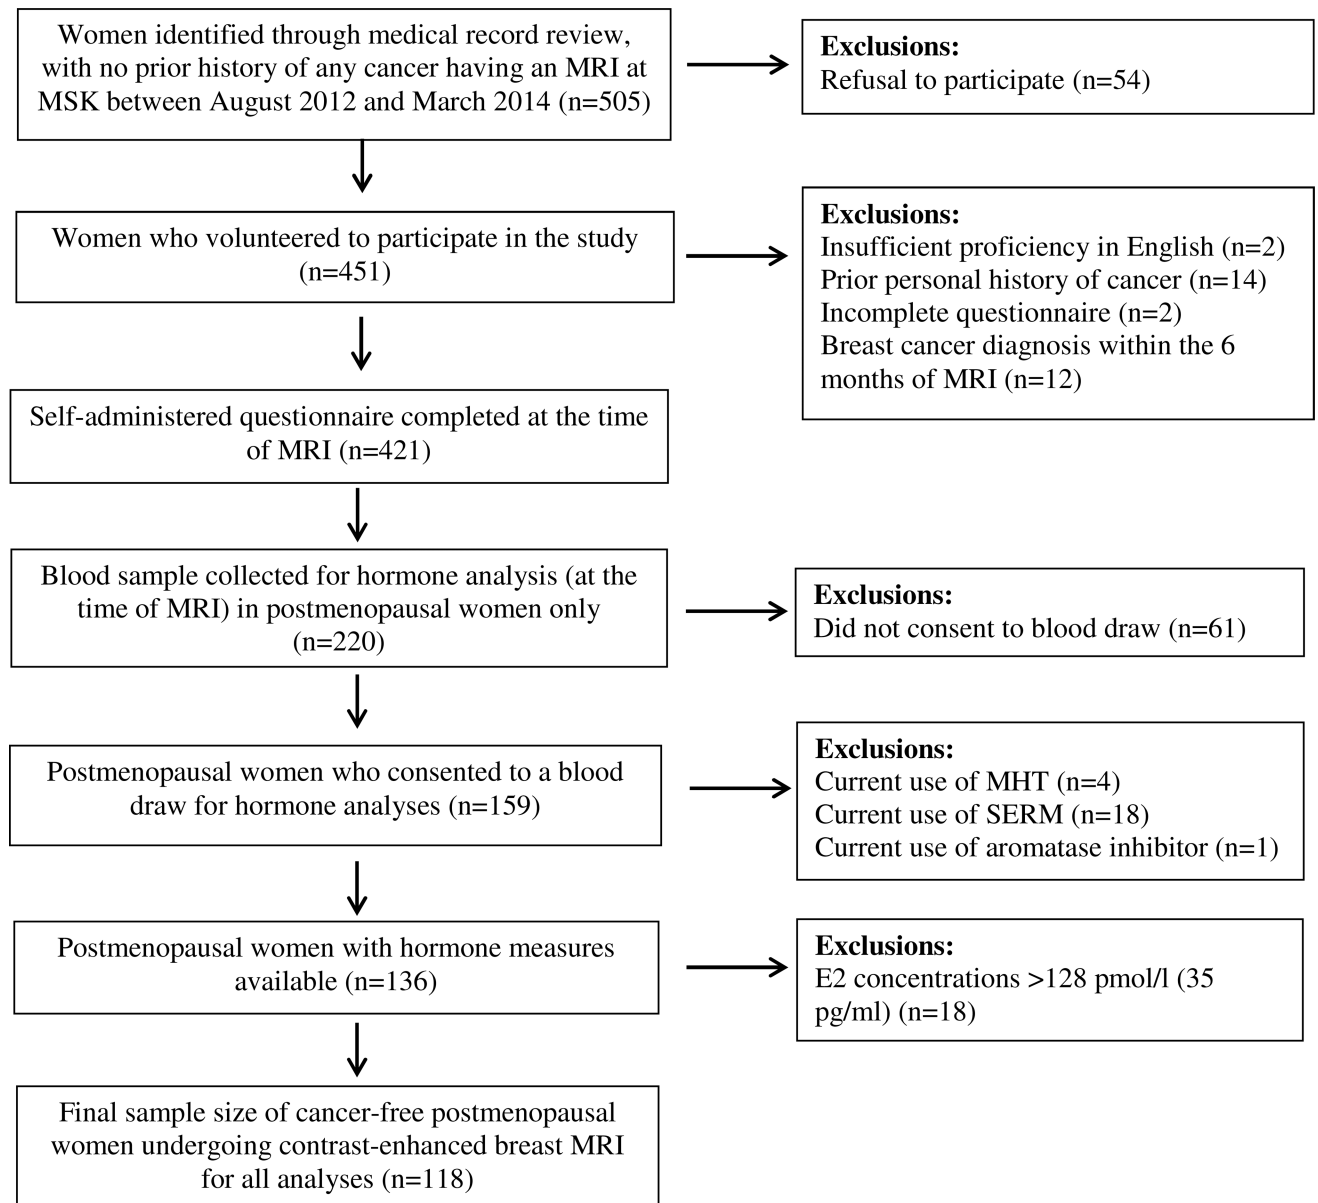 Women identified through medical record review,
with no prior history of any cancer having an MRI at
MSK between August 2012 and March 2014 (n=505)
Exclusions:
Refusal to participate (n=54)
Women who volunteered to participate in the study
(n=451)
Exclusions:
Insufficient proficiency in English (n=2)
Prior personal history of cancer (n=14)
Incomplete questionnaire (n=2)
Breast cancer diagnosis within the 6
months of MRI (n=12)
Self-administered questionnaire completed at the time
of MRI (n=421)
Blood sample collected for hormone analysis (at the
time of MRI) in postmenopausal women only
(n=220)
Exclusions:
Did not consent to blood draw (n=61)
Postmenopausal women who consented to a blood
draw for hormone analyses (n=159)
Exclusions:
Current use of MHT (n=4)
Current use of SERM (n=18)
Current use of aromatase inhibitor (n=1)
Postmenopausal women with hormone measures
available (n=136)
Exclusions:
E2 concentrations >128 pmol/l (35
pg/ml) (n=18)
Final sample size of cancer-free postmenopausal
women undergoing contrast-enhanced breast MRI
for all analyses (n=118)